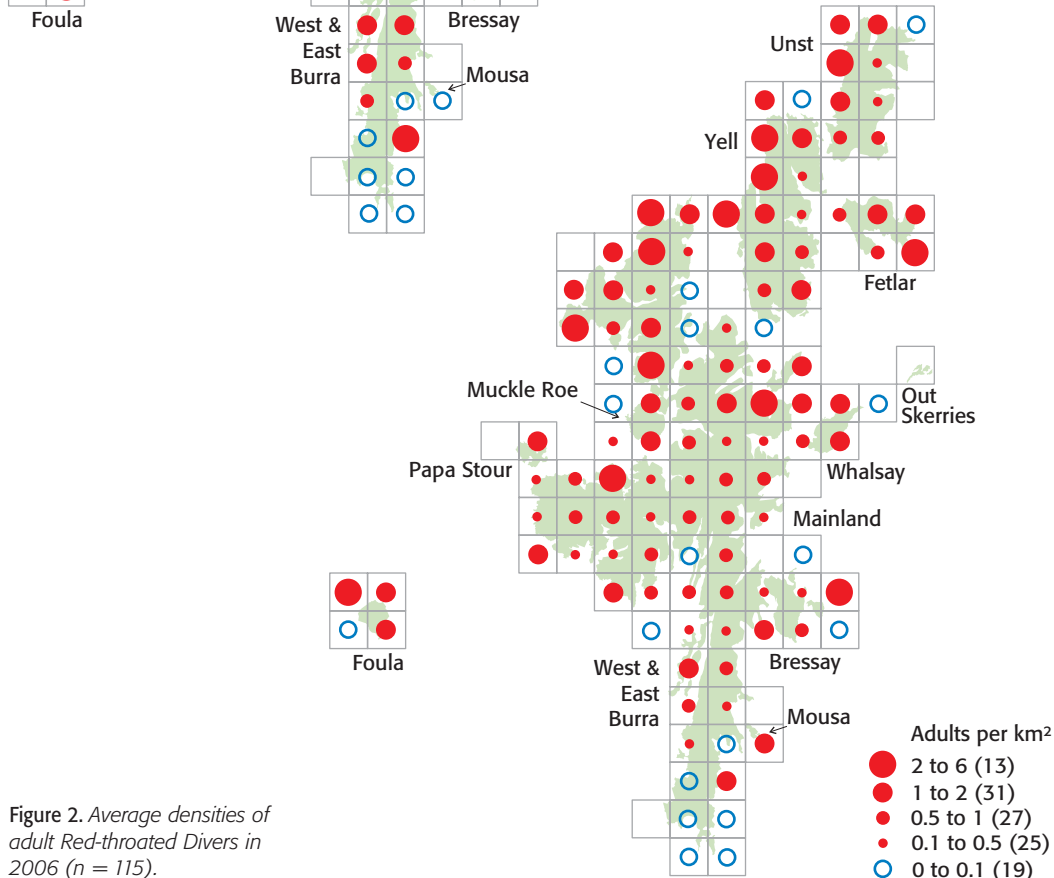 Foula
West &
East
Burra
Bressay
Mousa
Unst
Yell
Fetlar
Muckle Roe
Out
Skerries
Papa Stour
Whalsay
Mainland
Foula
Bressay
West &
East
Burra
Mousa
Adults per km²
2 to 6 (13)
1 to 2 (31)
0.5 to 1 (27)
0.1 to 0.5 (25)
0 to 0.1 (19)
Figure 2. Average densities of
adult Red-throated Divers in
2006 (n = 115).